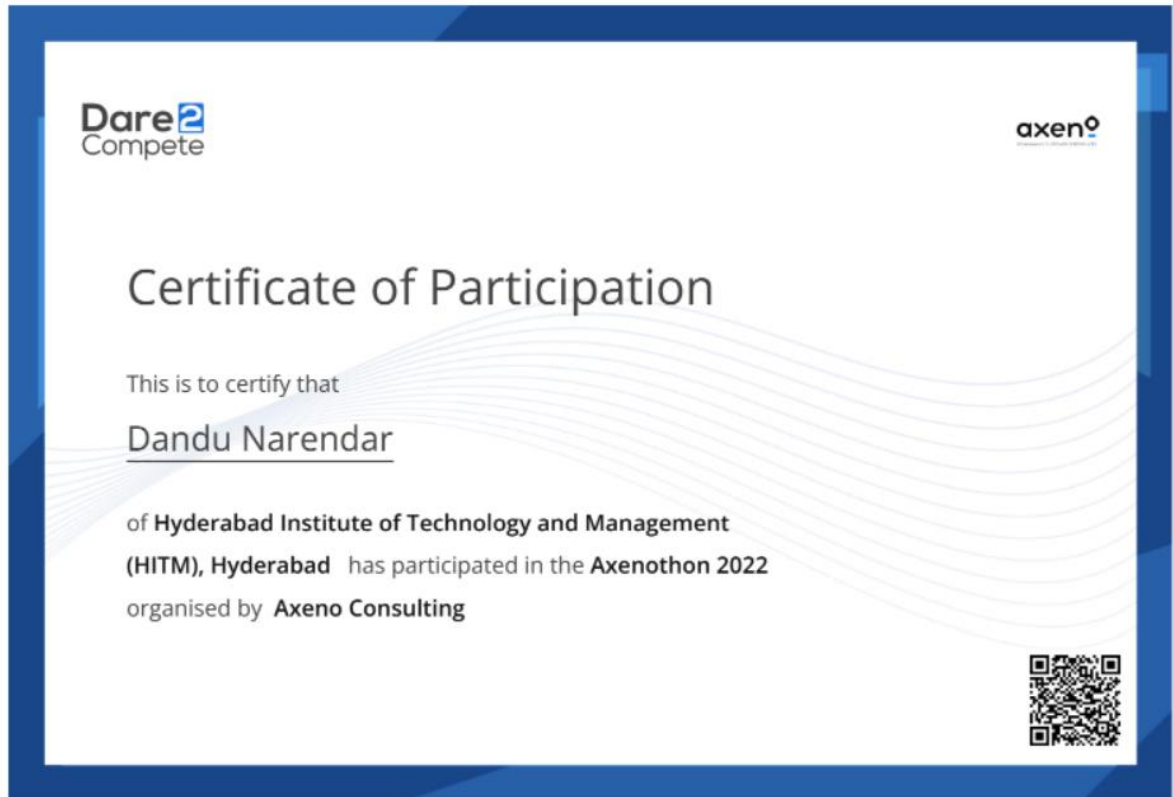 Dare2
Compete
axeno
Certificate of Participation
This is to certify that
Dandu Narendar
of Hyderabad Institute of Technology and Management
(HITM), Hyderabad has participated in the Axenothon 2022
organised by Axeno Consulting